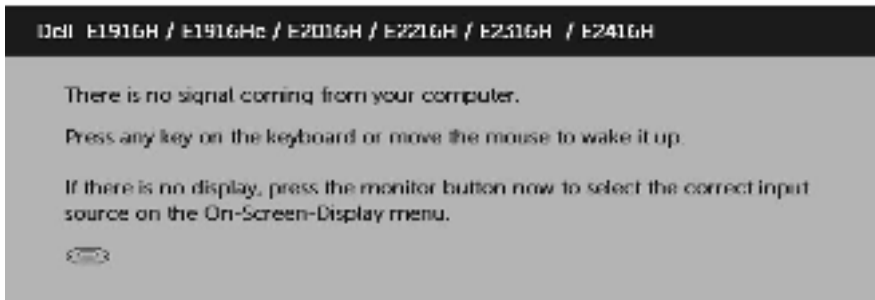 Dell E1916H / E1916He / E2016H / E2216H / E2316H / E2416H
There is no signal coming from your computer.
Press any key on the keyboard or move the mouse to wake it up.
If there is no display, press the monitor button now to select the correct input
source on the On-Screen-Display menu.